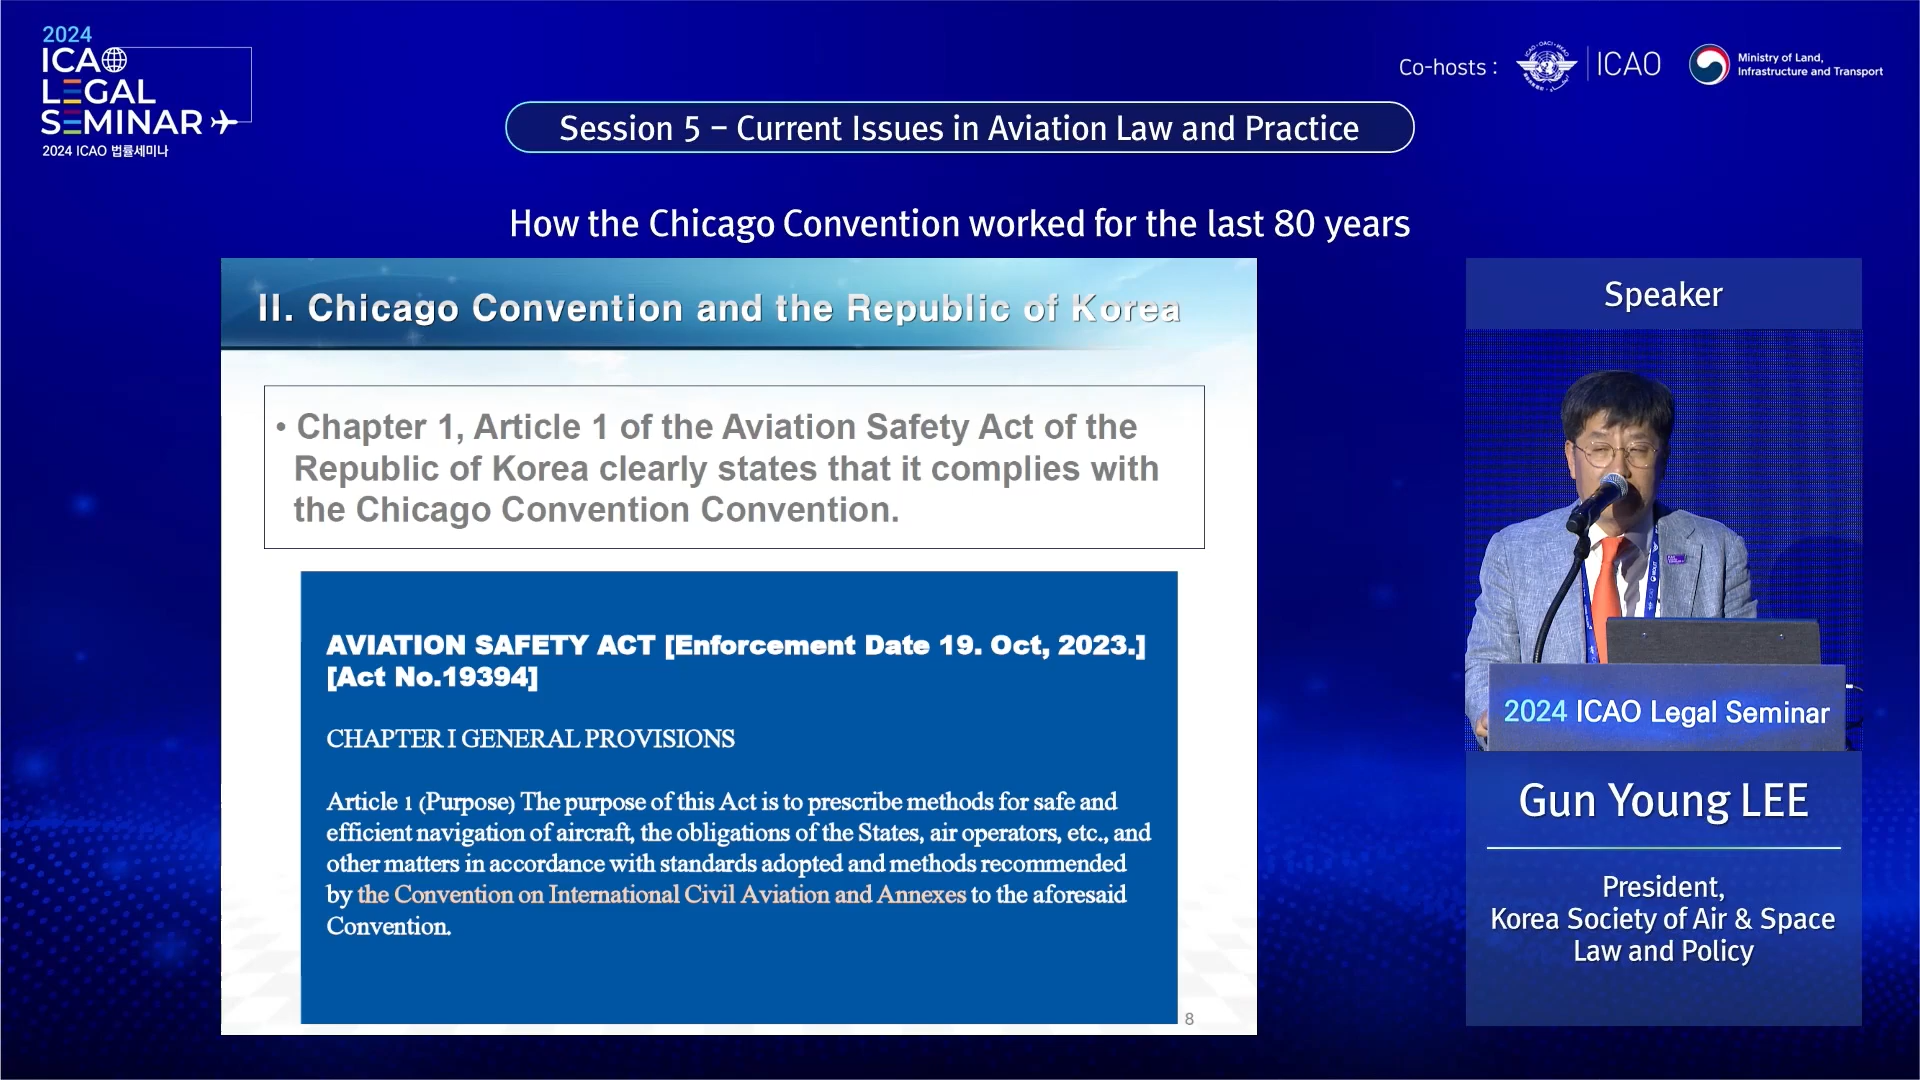 2024
ICAO
LEGAL
SEMINAR
2024 ICAO 법률세미나
Co-hosts :
ICAO
Ministry of Land,
Infrastructure and Transport
Session 5 – Current Issues in Aviation Law and Practice
How the Chicago Convention worked for the last 80 years
II. Chicago Convention and the Republic of Korea
• Chapter 1, Article 1 of the Aviation Safety Act of the
Republic of Korea clearly states that it complies with
the Chicago Convention Convention.
AVIATION SAFETY ACT [Enforcement Date 19. Oct, 2023.]
[Act No.19394]
CHAPTER I GENERAL PROVISIONS
Article 1 (Purpose) The purpose of this Act is to prescribe methods for safe and
efficient navigation of aircraft, the obligations of the States, air operators, etc., and
other matters in accordance with standards adopted and methods recommended
by the Convention on International Civil Aviation and Annexes to the aforesaid
Convention.
8
Speaker
2024 ICAO Legal Seminar
Gun Young LEE
President,
Korea Society of Air & Space
Law and Policy